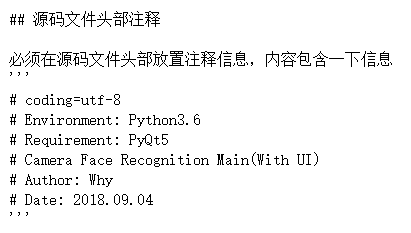 ## 源码文件头部注释
必须在源码文件头部放置注释信息，内容包含一下信息
'''
# coding=utf-8
# Environment: Python3.6
# Requirement: PyQt5
# Camera Face Recognition Main(With UI)
# Author: Why
# Date: 2018.09.04
'''